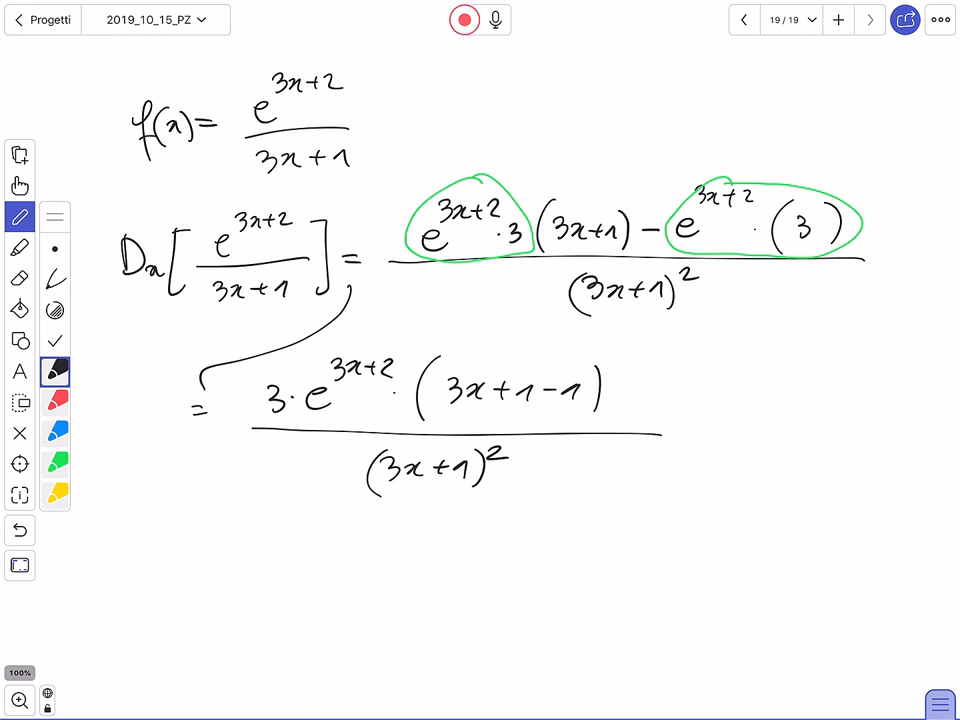 Progetti 2019_10_15_PZ 19 / 19
f(x) = e^{3x+2} / 3x+1
D_x [ e^{3x+2} / 3x+1 ] = e^{3x+2} · 3 (3x+1) − e^{3x+2} · (3) / (3x+1)^2
= 3 · e^{3x+2} · (3x+1−1) / (3x+1)^2
A
100%